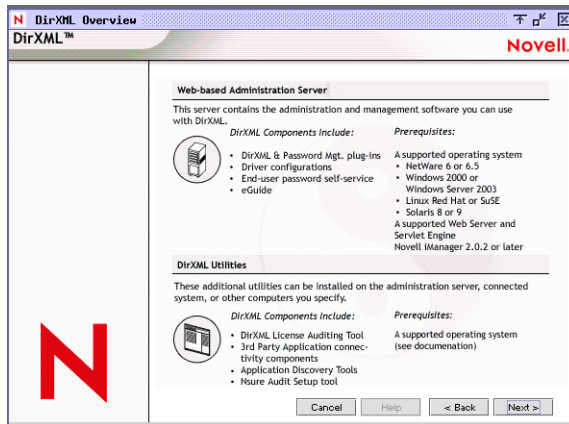 N DirXML Overview
DirXML™
Novell.
Web-based Administration Server
This server contains the administration and management software you can use
with DirXML.
DirXML Components Include:
• DirXML & Password Mgt. plug-ins
• Driver configurations
• End-user password self-service
• eGuide
Prerequisites:
A supported operating system
• NetWare 6 or 6.5
• Windows 2000 or
Windows Server 2003
• Linux Red Hat or SuSE
• Solaris 8 or 9
A supported Web Server and
Servlet Engine
Novell iManager 2.0.2 or later
DirXML Utilities
These additional utilities can be installed on the administration server, connected
system, or other computers you specify.
DirXML Components Include:
• DirXML License Auditing Tool
• 3rd Party Application connec-
tivity components
• Application Discovery Tools
• Nsure Audit Setup tool
Prerequisites:
A supported operating system
(see documenation)
N
Cancel
Help
< Back
Next >